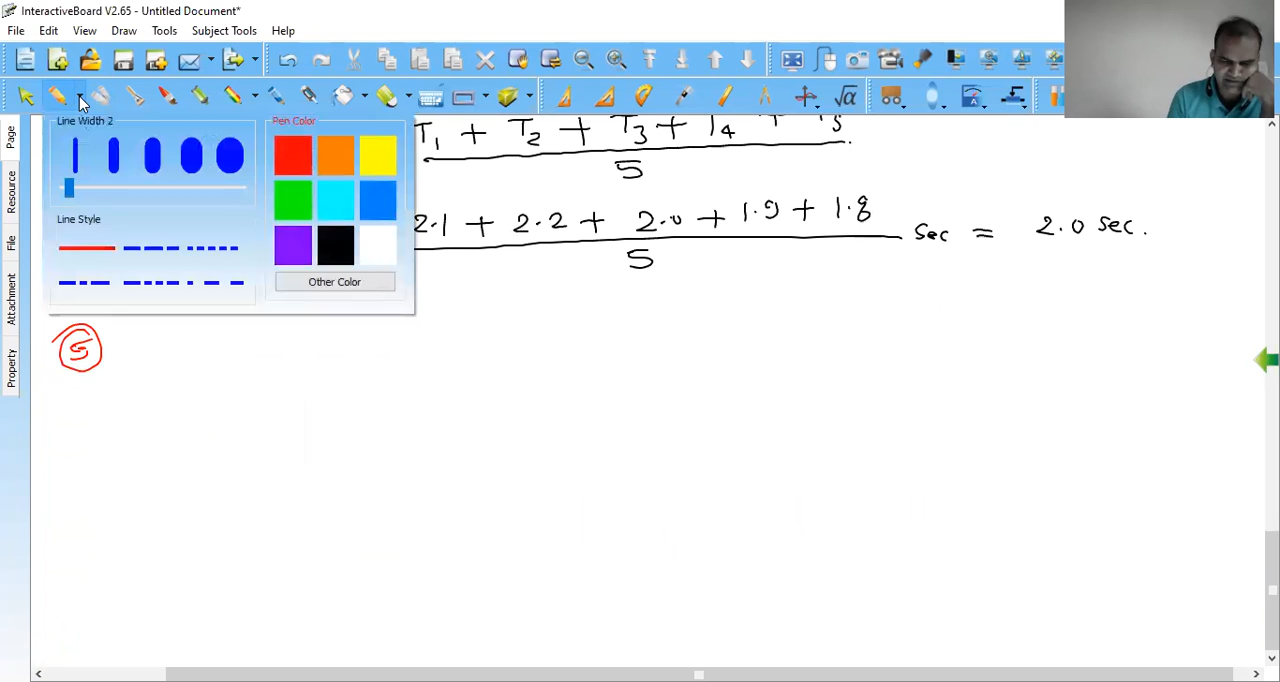 InteractiveBoard V2.65 - Untitled Document*
File Edit View Draw Tools Subject Tools Help
Page
Resource
File
Attachment
Property
Line Width 2
Line Style
Pen Color
Other Color
T1 + T2 + T3 + T4 + T5
5
2.1 + 2.2 + 2.0 + 1.9 + 1.8 sec = 2.0 sec.
5
5